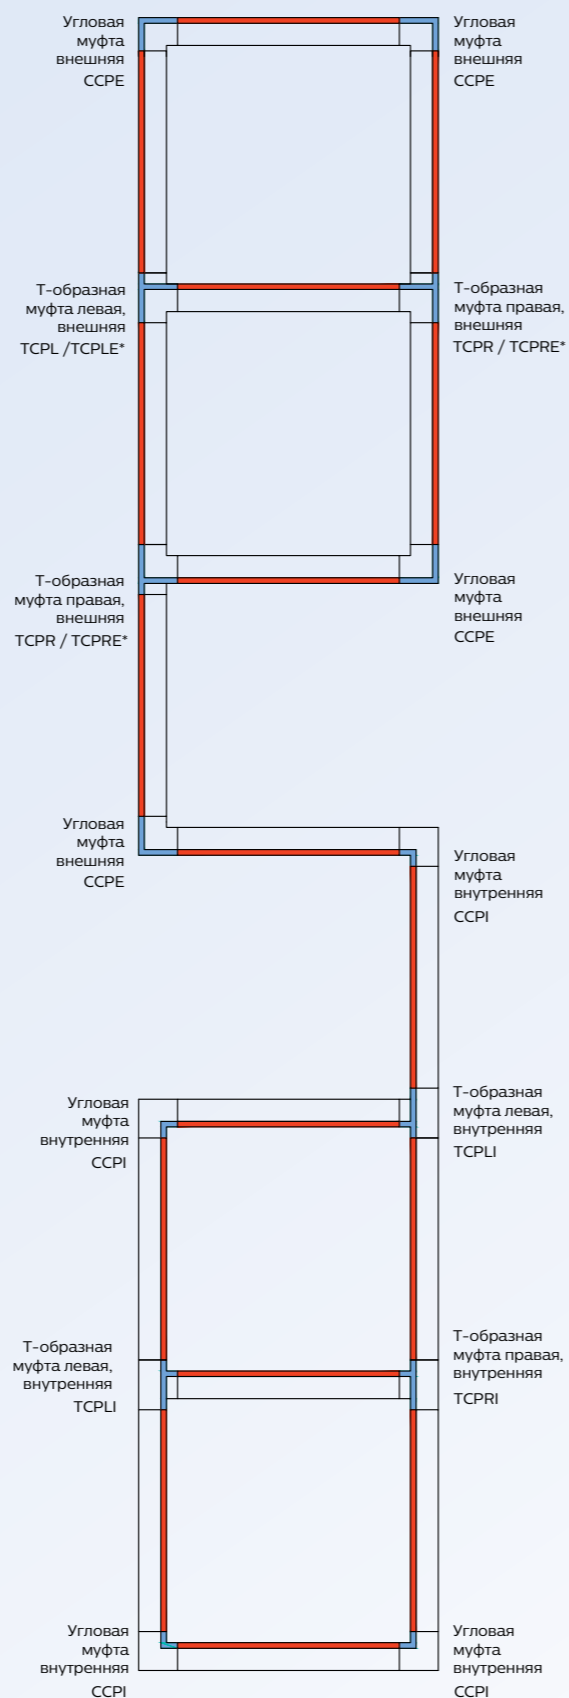 Угловая
муфта
внешняя
CCPE
Угловая
муфта
внешняя
CCPE
Т-образная
муфта левая,
внешняя
TCPL /TCPLE*
Т-образная
муфта правая,
внешняя
TCPR / TCPRE*
Т-образная
муфта правая,
внешняя
TCPR / TCPRE*
Угловая
муфта
внешняя
CCPE
Угловая
муфта
внешняя
CCPE
Угловая
муфта
внутренняя
CCPI
Угловая
муфта
внутренняя
CCPI
Т-образная
муфта левая,
внутренняя
TCPLI
Т-образная
муфта левая,
внутренняя
TCPLI
Т-образная
муфта правая,
внутренняя
TCPRI
Угловая
муфта
внутренняя
CCPI
Угловая
муфта
внутренняя
CCPI